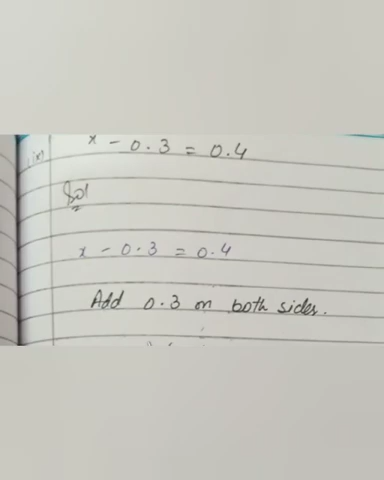 x - 0.3 = 0.4
Sol
x - 0.3 = 0.4
Add 0.3 on both sides.